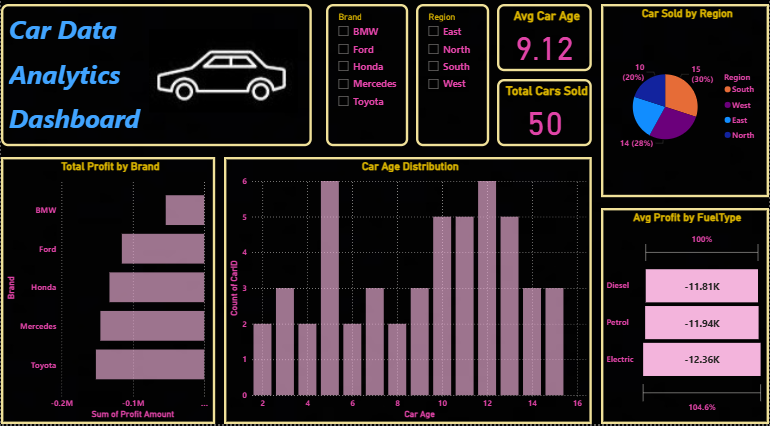 Car Data
Analytics
Dashboard
Brand
BMW
Ford
Honda
Mercedes
Toyota
Region
East
North
South
West
Avg Car Age
9.12
Total Cars Sold
50
Car Sold by Region
10
(20%)
15
(30%)
14 (28%)
Region
South
West
East
North
Total Profit by Brand
Brand
BMW
Ford
Honda
Mercedes
Toyota
-0.2M
-0.1M
...
Sum of Profit Amount
Car Age Distribution
Count of CarID
6
5
4
3
2
1
0
2
4
6
8
10
12
14
16
Car Age
Avg Profit by FuelType
100%
Diesel
-11.81K
Petrol
-11.94K
Electric
-12.36K
104.6%